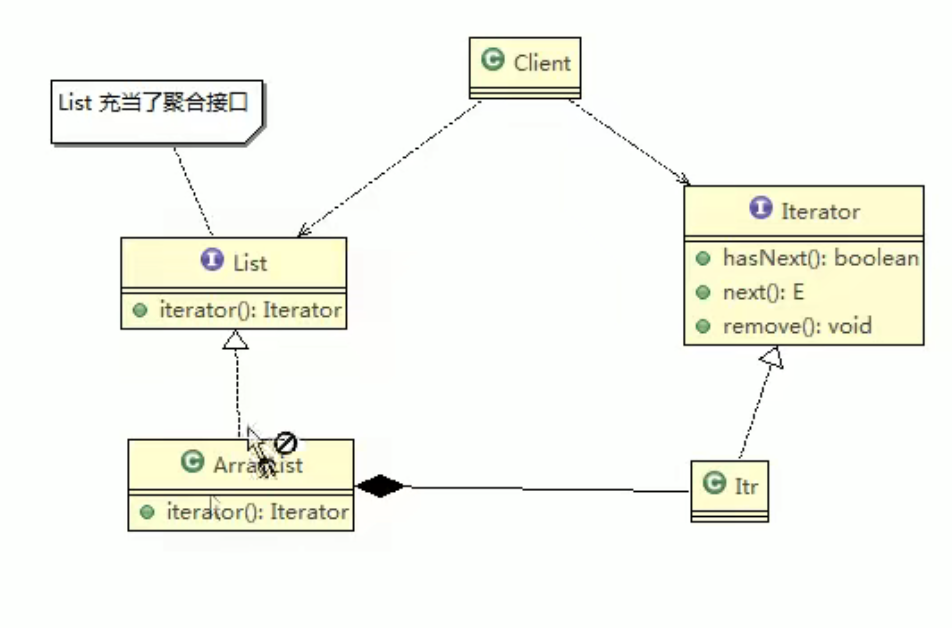 C Client
List 充当了聚合接口
I Iterator
hasNext(): boolean
next(): E
remove(): void
I List
iterator(): Iterator
C ArrayList
iterator(): Iterator
C Itr